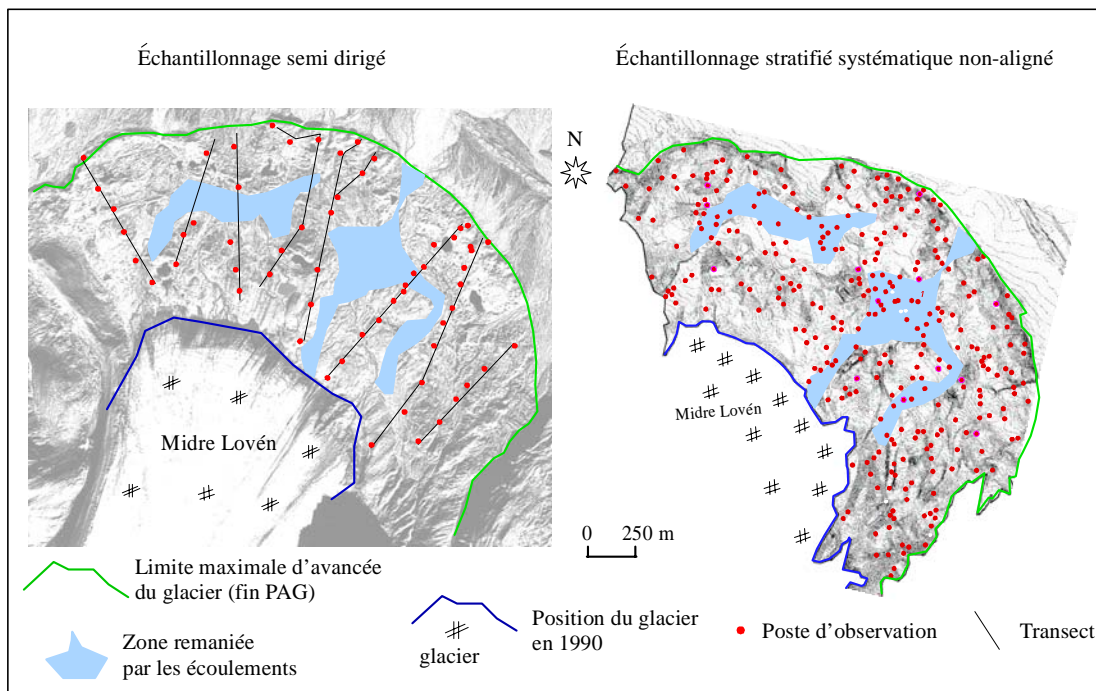 Échantillonnage semi dirigé
Échantillonnage stratifié systématique non-aligné
N
Midre Lovén
Midre Lovén
0 250 m
Limite maximale d'avancée
du glacier (fin PAG)
Zone remaniée
par les écoulements
glacier
Position du glacier
en 1990
Poste d'observation
Transect